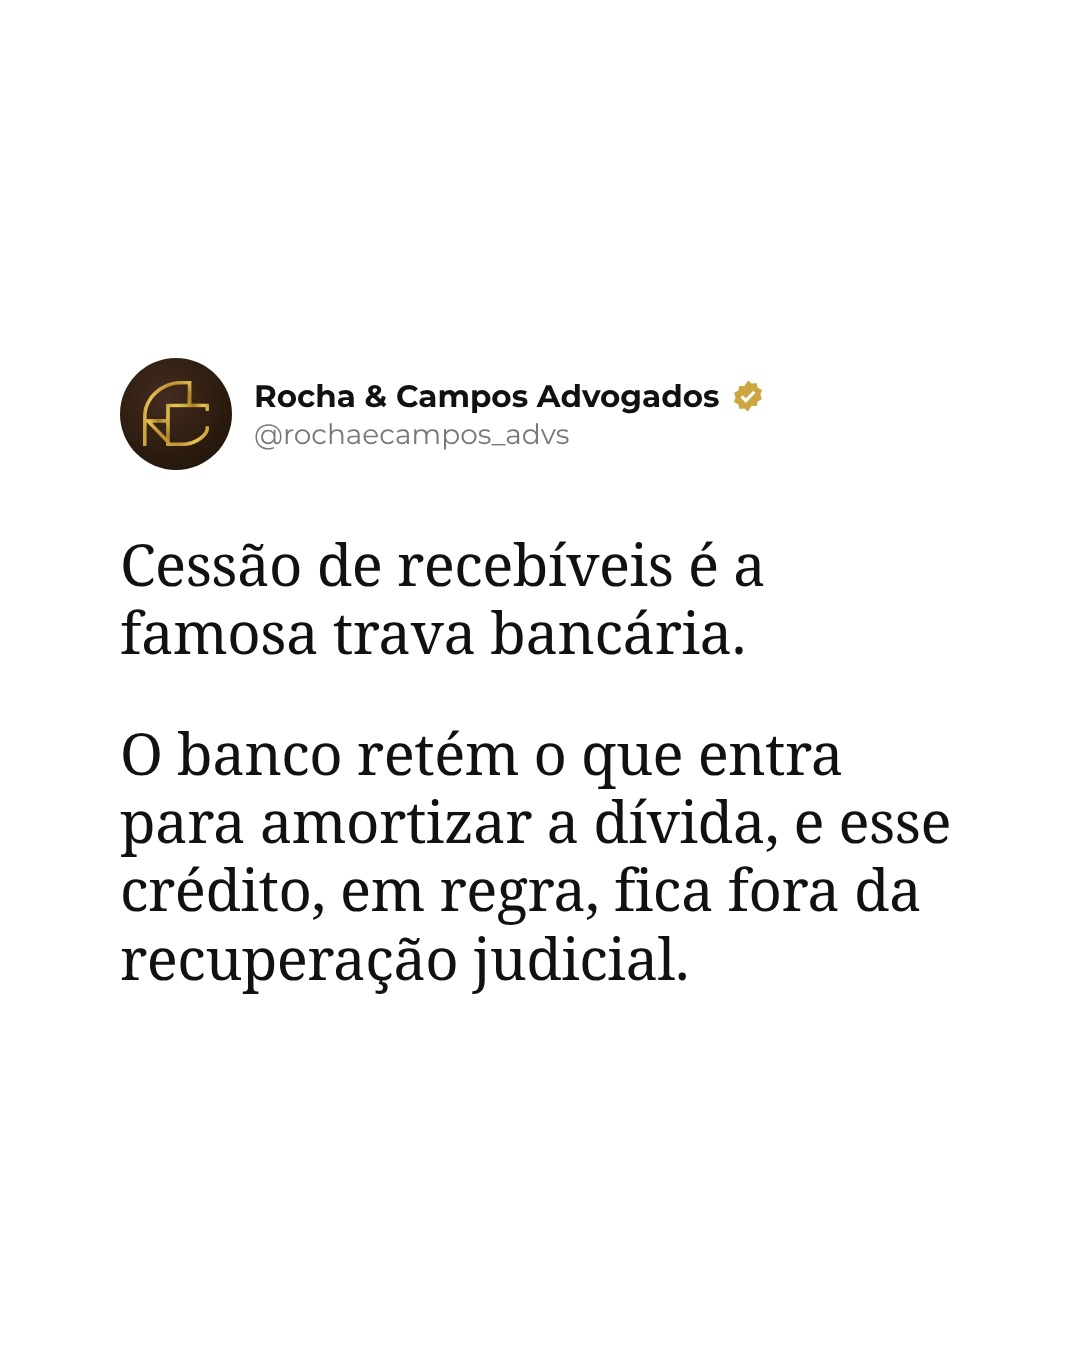 Rocha & Campos Advogados
@rochaecampos_advs
Cessão de recebíveis é a
famosa trava bancária.
O banco retém o que entra
para amortizar a dívida, e esse
crédito, em regra, fica fora da
recuperação judicial.